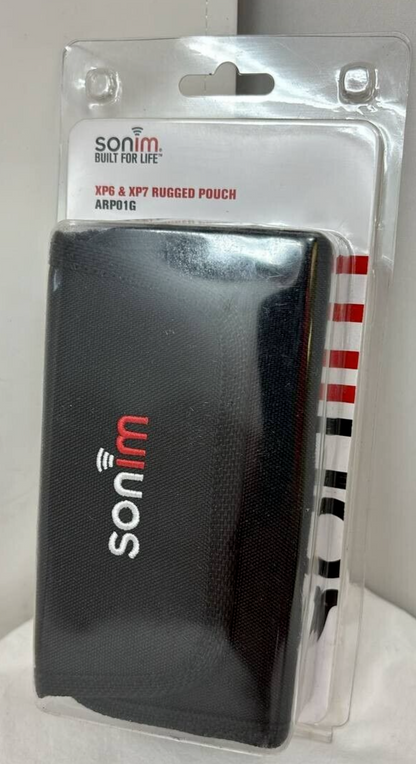 sonim®
BUILT FOR LIFE™
XP6 & XP7 RUGGED POUCH
ARP01G
sonim